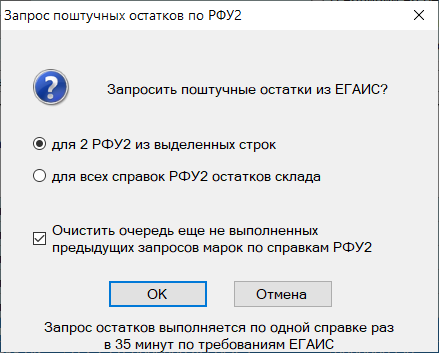 Запрос поштучных остатков по РФУ2
Запросить поштучные остатки из ЕГАИС?
для 2 РФУ2 из выделенных строк
для всех справок РФУ2 остатков склада
Очистить очередь еще не выполненных
предыдущих запросов марок по справкам РФУ2
OK
Отмена
Запрос остатков выполняется по одной справке раз
в 35 минут по требованиям ЕГАИС